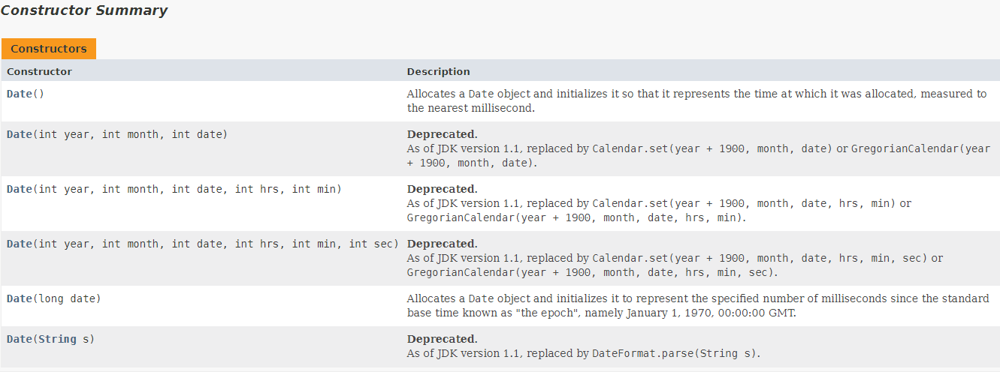 Constructor Summary
Constructors
Constructor Description
Date() Allocates a Date object and initializes it so that it represents the time at which it was allocated, measured to
the nearest millisecond.
Date(int year, int month, int date) Deprecated.
As of JDK version 1.1, replaced by Calendar.set(year + 1900, month, date) or GregorianCalendar(year
+ 1900, month, date).
Date(int year, int month, int date, int hrs, int min) Deprecated.
As of JDK version 1.1, replaced by Calendar.set(year + 1900, month, date, hrs, min) or
GregorianCalendar(year + 1900, month, date, hrs, min).
Date(int year, int month, int date, int hrs, int min, int sec) Deprecated.
As of JDK version 1.1, replaced by Calendar.set(year + 1900, month, date, hrs, min, sec) or
GregorianCalendar(year + 1900, month, date, hrs, min, sec).
Date(long date) Allocates a Date object and initializes it to represent the specified number of milliseconds since the standard
base time known as "the epoch", namely January 1, 1970, 00:00:00 GMT.
Date(String s) Deprecated.
As of JDK version 1.1, replaced by DateFormat.parse(String s).